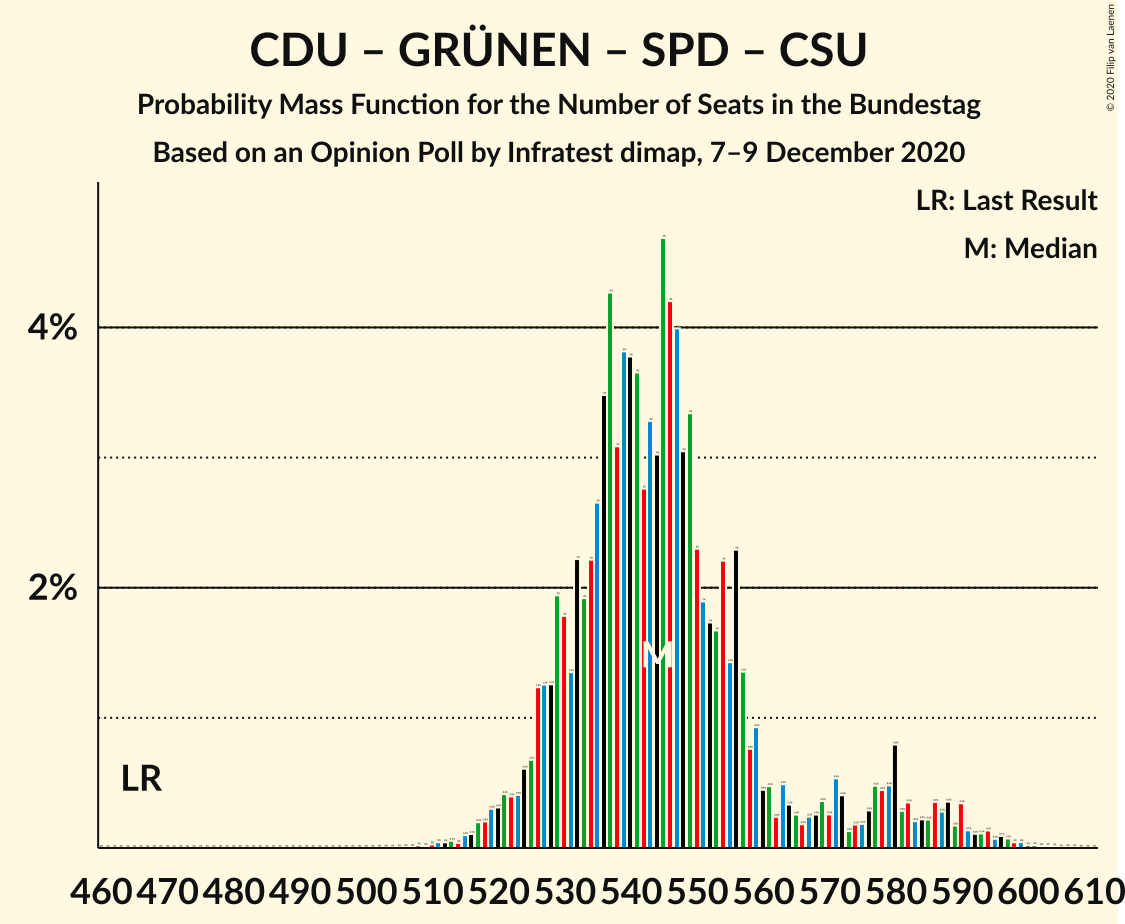 CDU – GRÜNEN – SPD – CSU
Probability Mass Function for the Number of Seats in the Bundestag
Based on an Opinion Poll by Infratest dimap, 7–9 December 2020
© 2020 Filip van Laenen
LR: Last Result
M: Median
4%
2%
M
LR
460 470 480 490 500 510 520 530 540 550 560 570 580 590 600 610